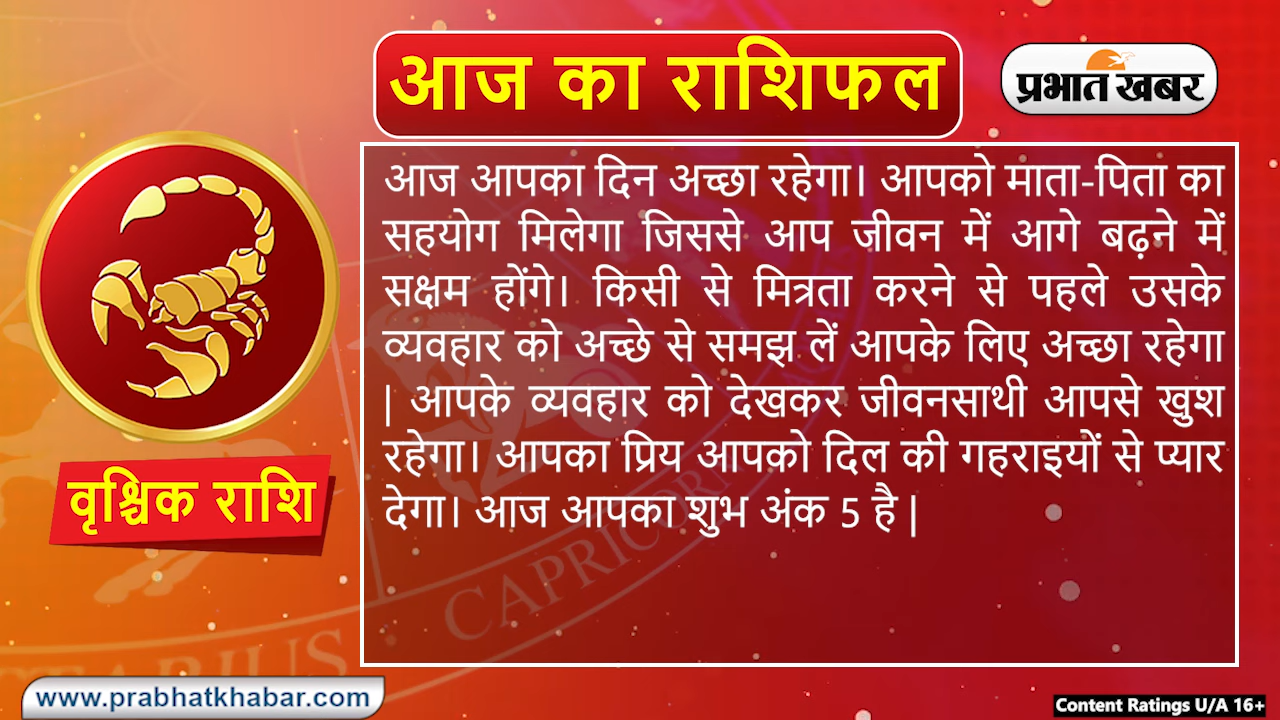 आज का राशिफल
प्रभात खबर
आज आपका दिन अच्छा रहेगा। आपको माता-पिता का
सहयोग मिलेगा जिससे आप जीवन में आगे बढ़ने में
सक्षम होंगे। किसी से मित्रता करने से पहले उसके
व्यवहार को अच्छे से समझ लें आपके लिए अच्छा रहेगा
| आपके व्यवहार को देखकर जीवनसाथी आपसे खुश
रहेगा। आपका प्रिय आपको दिल की गहराइयों से प्यार
देगा। आज आपका शुभ अंक 5 है |
वृश्चिक राशि
CAPRICORN
www.prabhatkhabar.com
Content Ratings U/A 16+